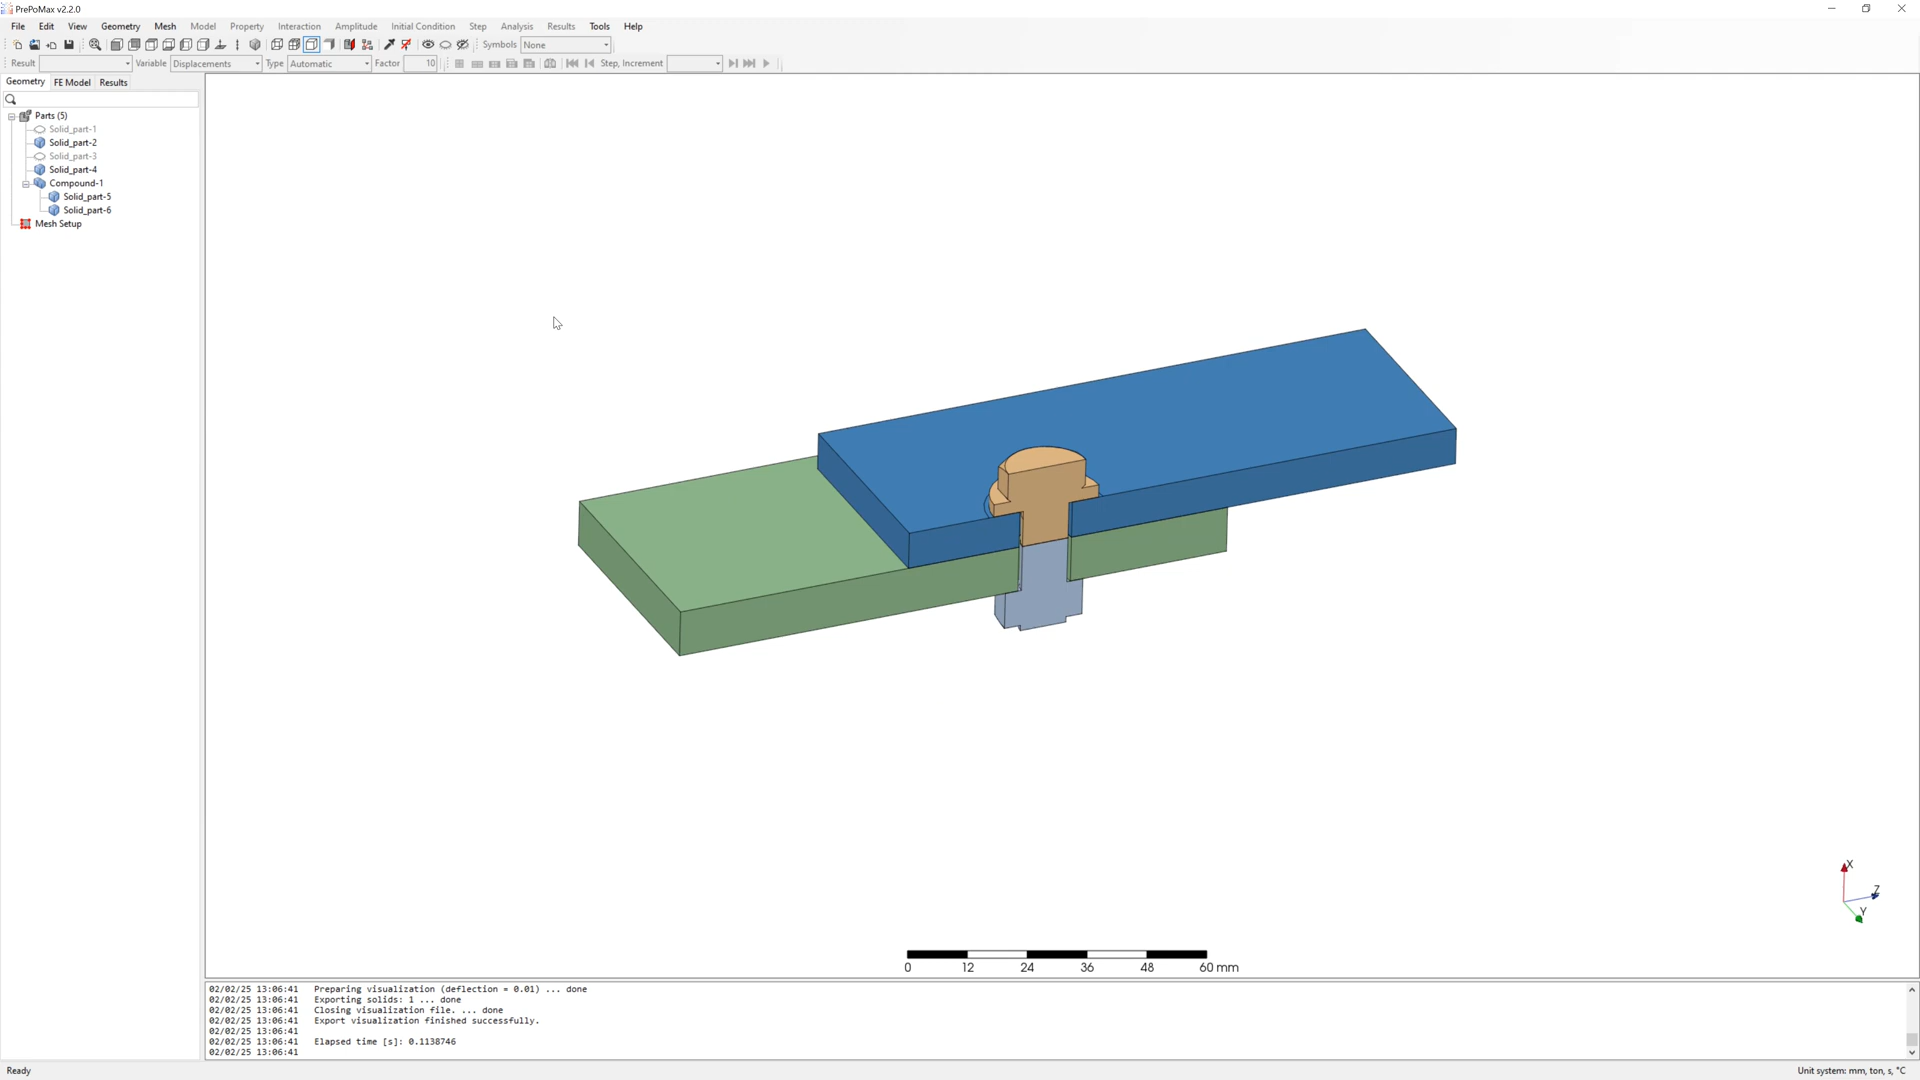 PrePoMax v2.2.0
File Edit View Geometry Mesh Model Property Interaction Amplitude Initial Condition Step Analysis Results Tools Help
Symbols None
Result Variable Displacements Type Automatic Factor 10 Step, Increment
Geometry FE Model Results
Parts (5)
Solid_part-1
Solid_part-2
Solid_part-3
Solid_part-4
Compound-1
Solid_part-5
Solid_part-6
Mesh Setup
X
Z
Y
0 12 24 36 48 60 mm
02/02/25 13:06:41 Preparing visualization (deflection = 0.01) ... done
02/02/25 13:06:41 Exporting solids: 1 ... done
02/02/25 13:06:41 Closing visualization file. ... done
02/02/25 13:06:41 Export visualization finished successfully.
02/02/25 13:06:41
02/02/25 13:06:41 Elapsed time [s]: 0.1138746
02/02/25 13:06:41
Ready
Unit system: mm, ton, s, °C